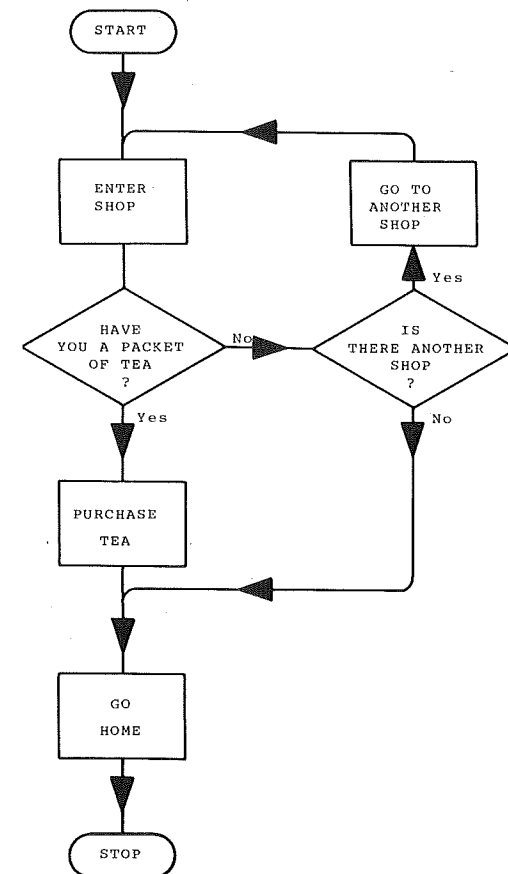 START
ENTER
SHOP
GO TO
ANOTHER
SHOP
Yes
HAVE
YOU A PACKET
OF TEA
?
No
IS
THERE ANOTHER
SHOP
?
Yes
No
PURCHASE
TEA
GO
HOME
STOP